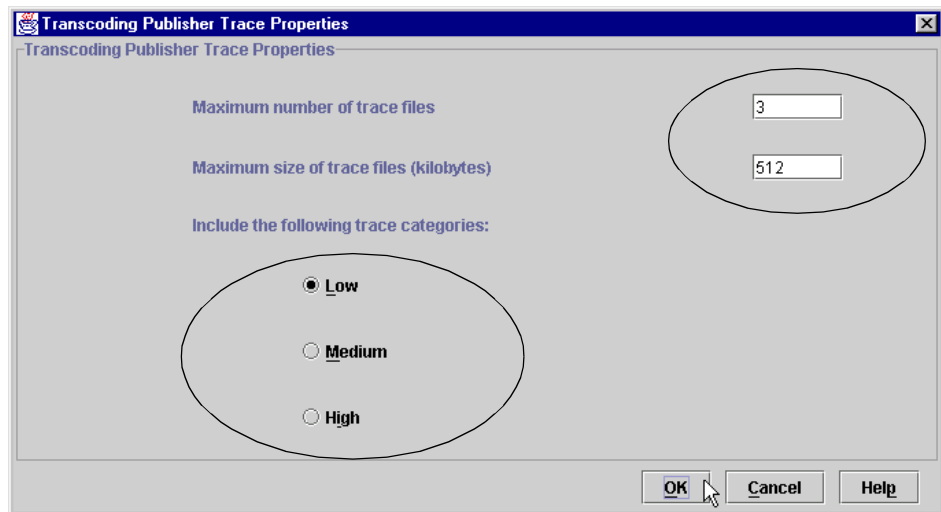 Transcoding Publisher Trace Properties
Transcoding Publisher Trace Properties
Maximum number of trace files 3
Maximum size of trace files (kilobytes) 512
Include the following trace categories:
Low
Medium
High
OK Cancel Help